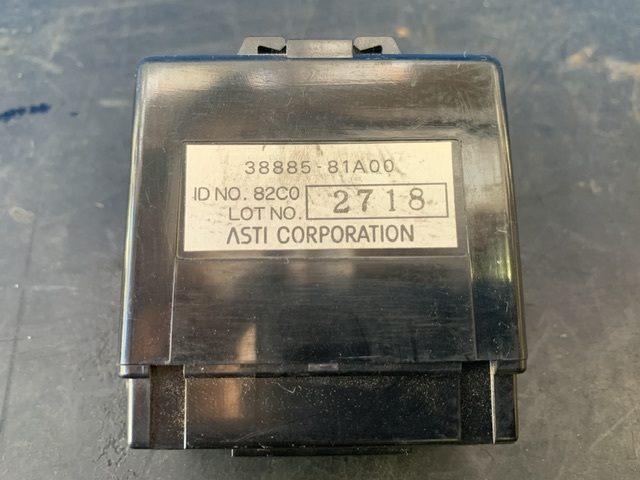 38885-81A00
ID NO. 82C0
LOT NO. 2718
ASTI CORPORATION